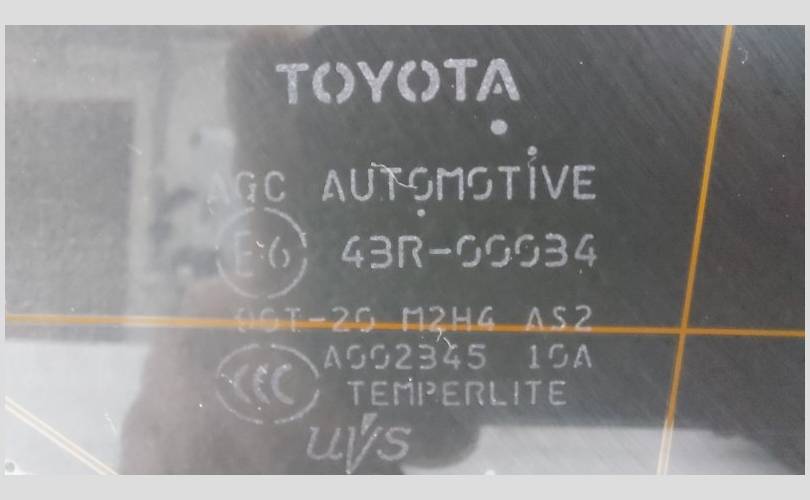 TOYOTA
AGC AUTOMOTIVE
E6 43R-00034
DOT-20 M2H4 AS2
CCC A002345 10A
TEMPERLITE
UVS